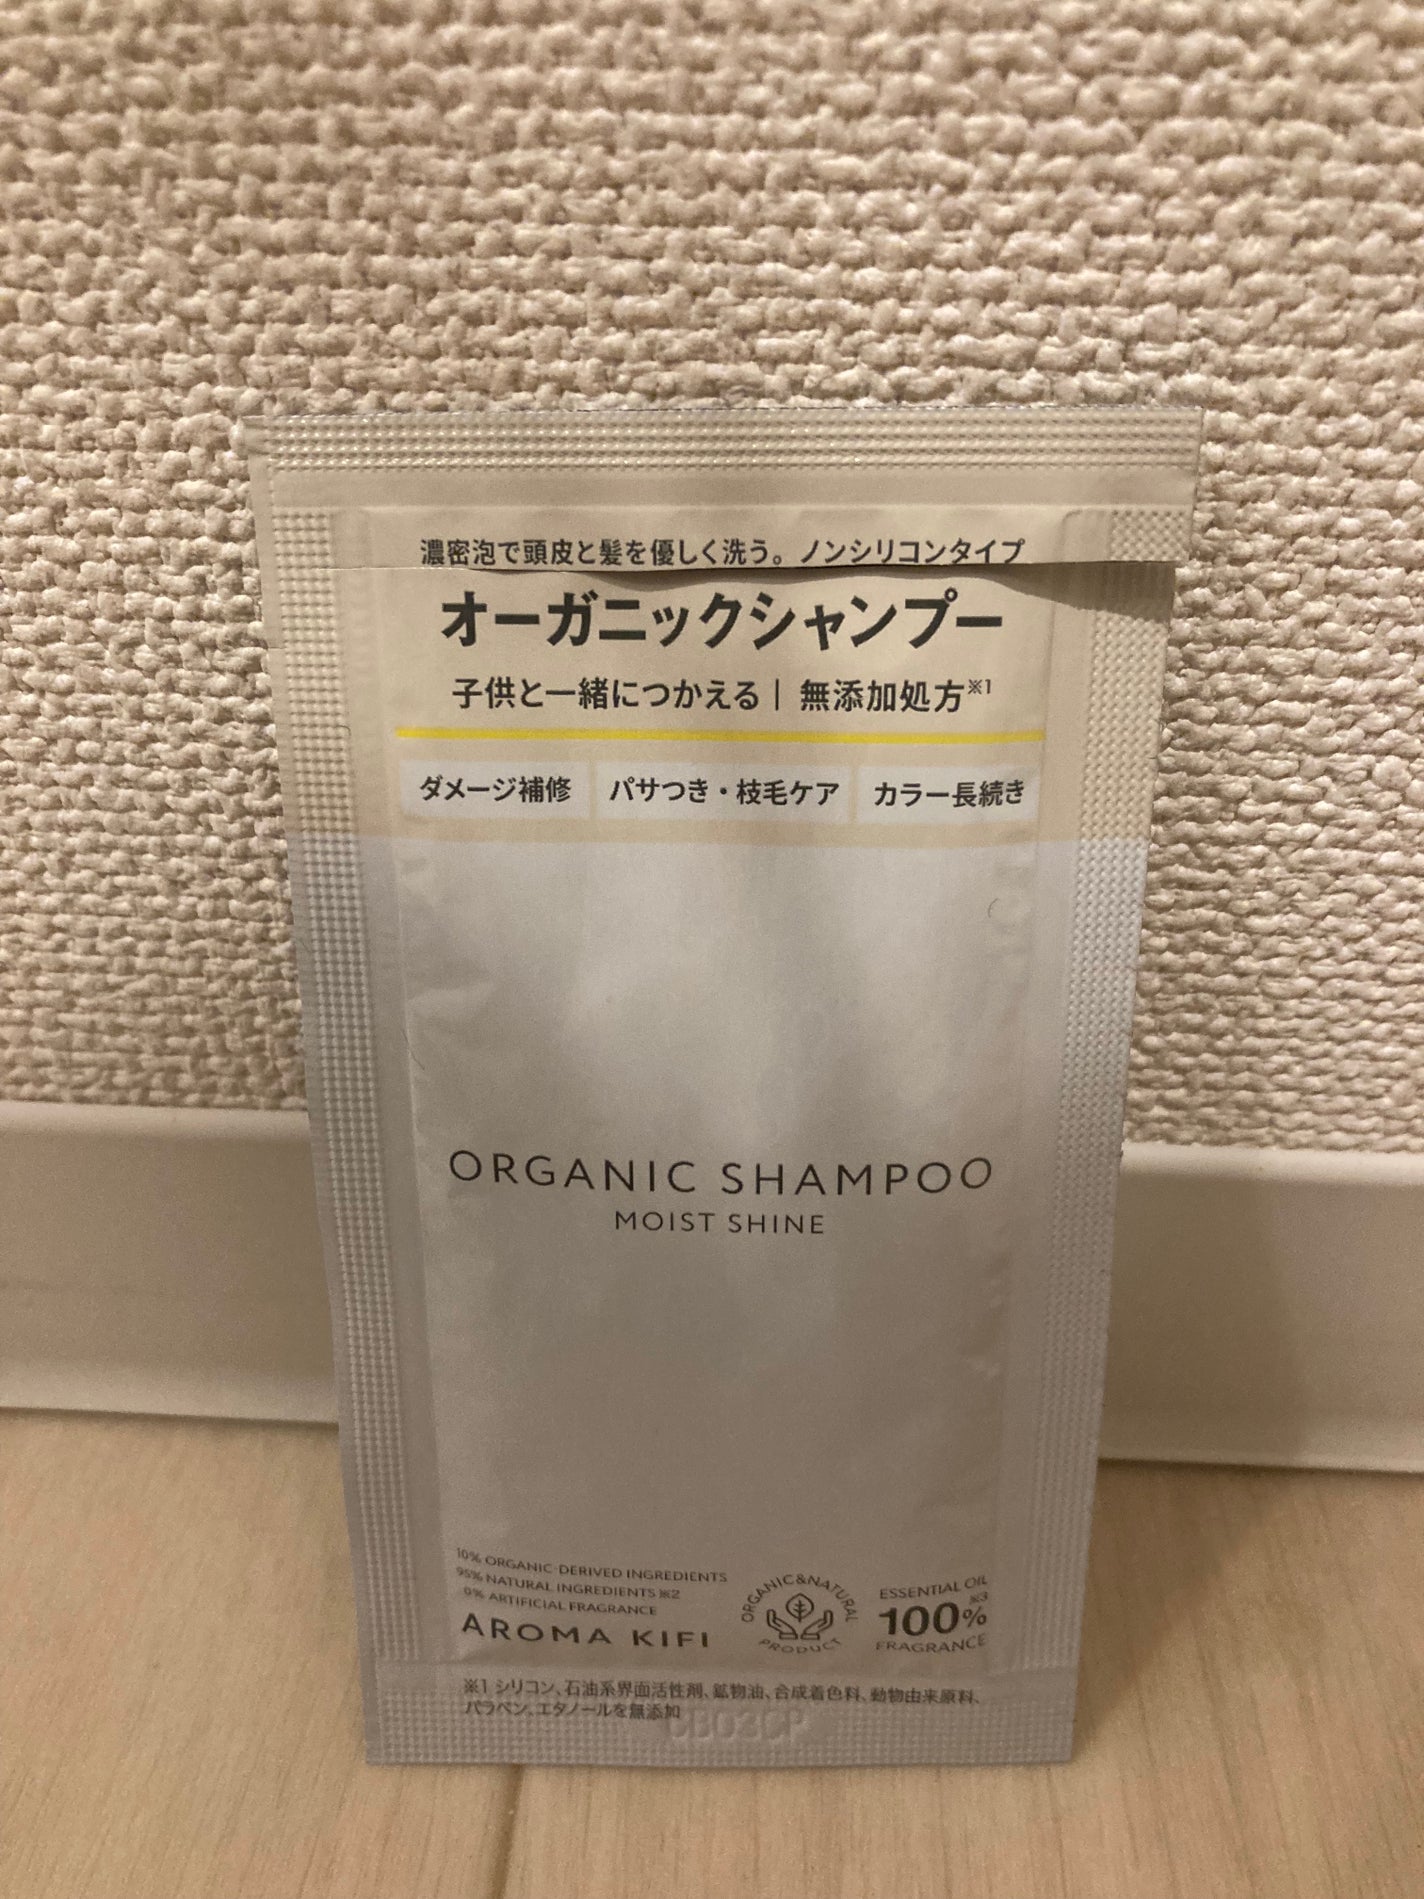 濃密泡で頭皮と髪を優しく洗う。ノンシリコンタイプ
オーガニックシャンプー
子供と一緒につかえる | 無添加処方※1
ダメージ補修 パサつき・枝毛ケア カラー長続き
ORGANIC SHAMPOO
MOIST SHINE
10% ORGANIC-DERIVED INGREDIENTS
95% NATURAL INGREDIENTS ※2
0% ARTIFICIAL FRAGRANCE
AROMA KIFI
ORGANIC&NATURAL
PRODUCT
ESSENTIAL OIL
100%※3
FRAGRANCE
※1 シリコン、石油系界面活性剤、鉱物油、合成着色料、動物由来原料、
パラベン、エタノールを無添加